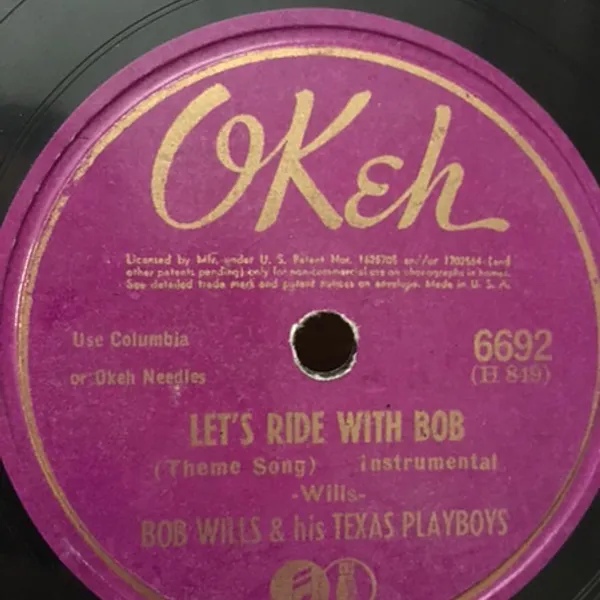 OKeh
Licensed by Mfr. under U. S. Patent Nos. 1625705 and/or 1702564 (and
other patents pending) only for non-commercial use on phonographs in homes.
See detailed trade mark and patent notices on envelope. Made in U. S. A.
Use Columbia
or Okeh Needles
6692
(H 849)
LET'S RIDE WITH BOB
(Theme Song) instrumental
-Wills-
BOB WILLS & his TEXAS PLAYBOYS